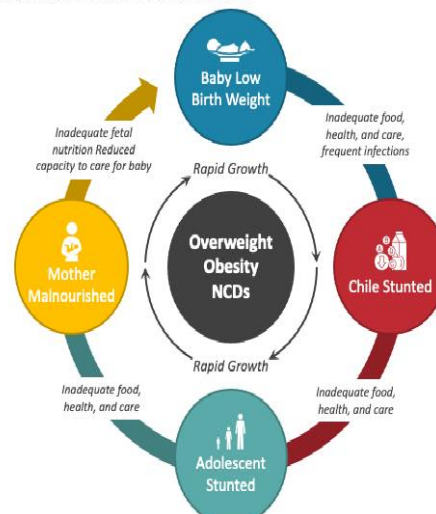 Baby Low
Birth Weight
Inadequate fetal
nutrition Reduced
capacity to care for baby
Inadequate food,
health, and care,
frequent infections
Rapid Growth
Overweight
Obesity
NCDs
Mother
Malnourished
Chile Stunted
Rapid Growth
Inadequate food,
health, and care
Inadequate food,
health, and care
Adolescent
Stunted